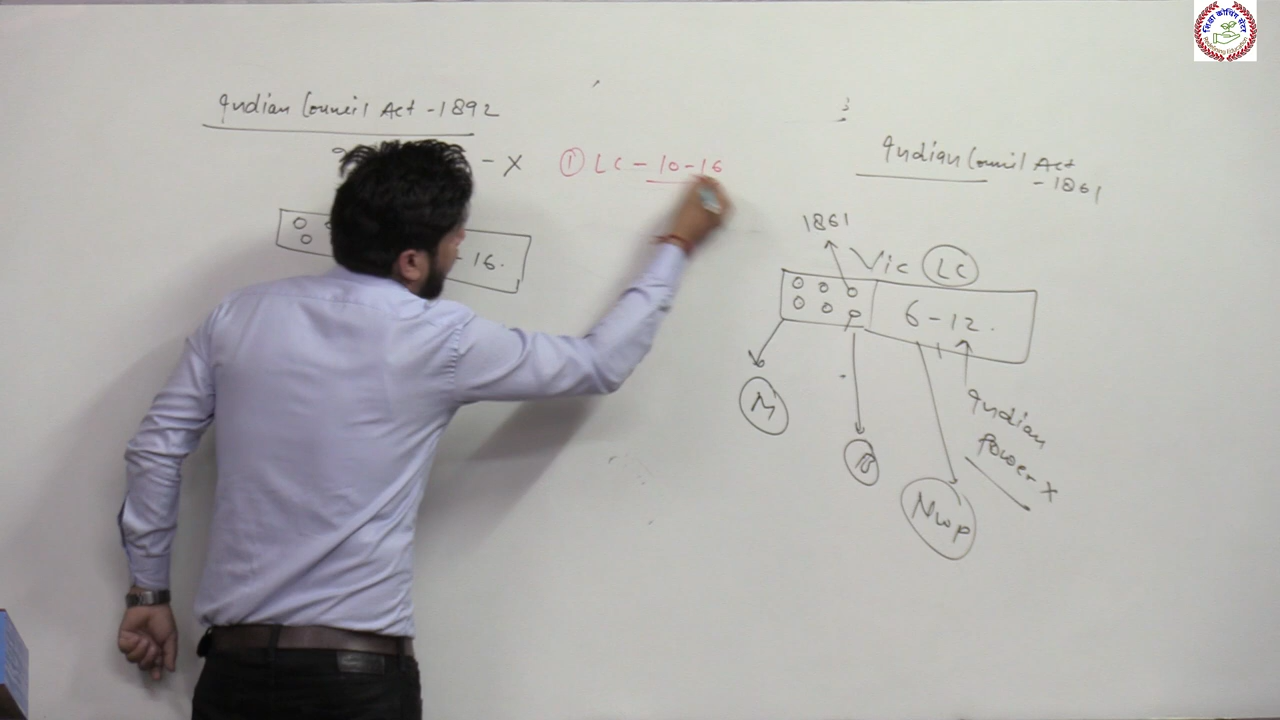 Indian Council Act - 1892
- X
① LC - 10-16
16.
Indian Council Act
- 1861
1861
Vic LC
6-12.
M
B
NWP
Indian
Power X